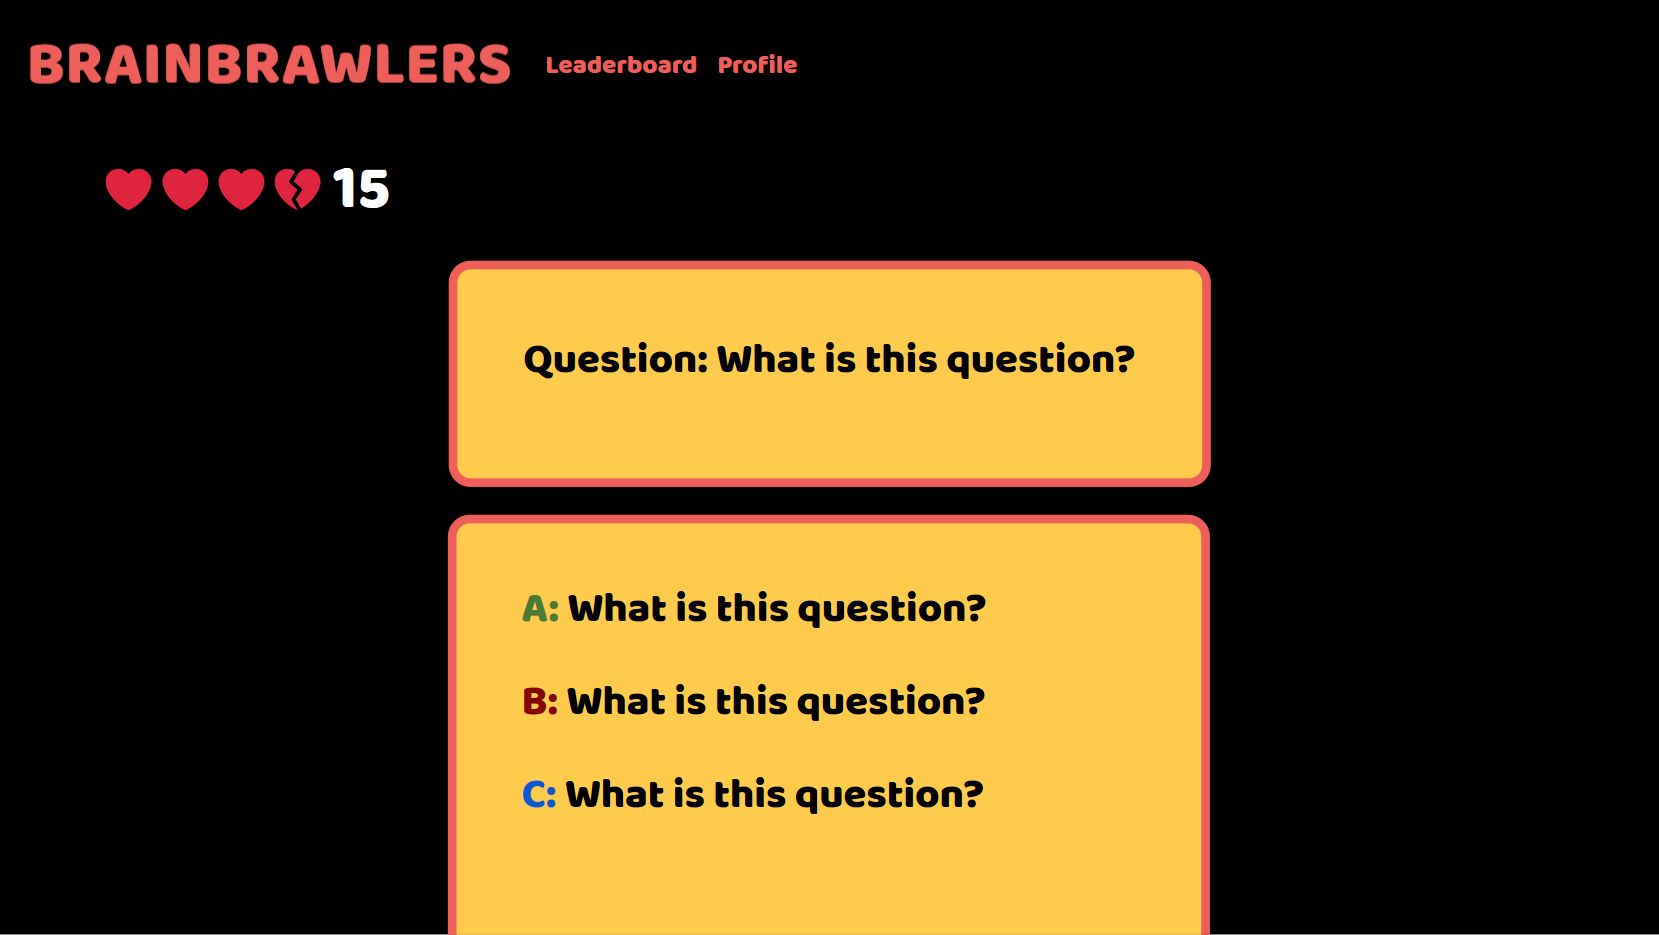 BRAINBRAWLERS Leaderboard Profile
15
Question: What is this question?
A: What is this question?
B: What is this question?
C: What is this question?